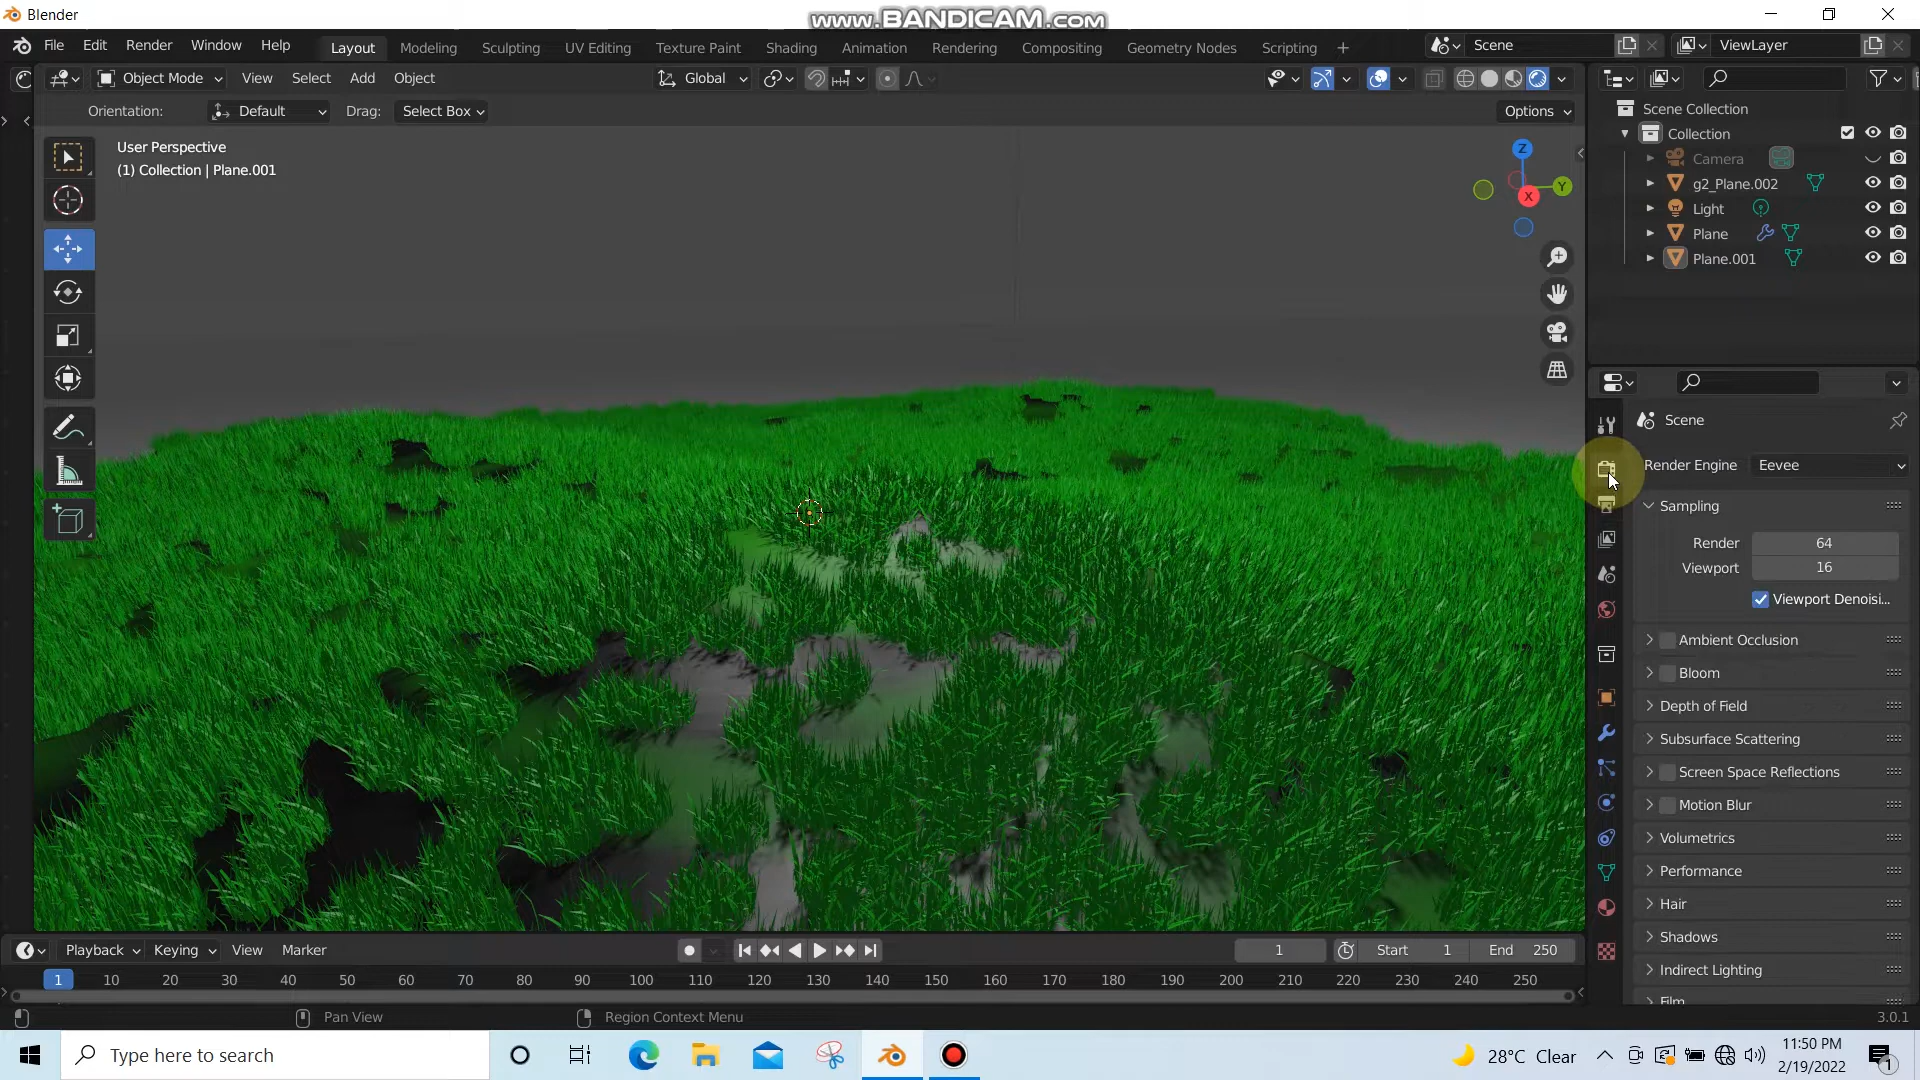 Blender
www.BANDICAM.com
File Edit Render Window Help
Layout Modeling Sculpting UV Editing Texture Paint Shading Animation Rendering Compositing Geometry Nodes Scripting
Scene
ViewLayer
Object Mode View Select Add Object
Global
Orientation: Default Drag: Select Box
Options
User Perspective
(1) Collection | Plane.001
Z
Y
X
Scene Collection
Collection
Camera
g2_Plane.002
Light
Plane
Plane.001
Scene
Render Engine Eevee
Sampling
Render 64
Viewport 16
Viewport Denoisi...
Ambient Occlusion
Bloom
Depth of Field
Subsurface Scattering
Screen Space Reflections
Motion Blur
Volumetrics
Performance
Hair
Shadows
Indirect Lighting
Film
Playback Keying View Marker
1
Start 1 End 250
1 10 20 30 40 50 60 70 80 90 100 110 120 130 140 150 160 170 180 190 200 210 220 230 240 250
Pan View
Region Context Menu
3.0.1
Type here to search
28°C Clear
11:50 PM
2/19/2022
1